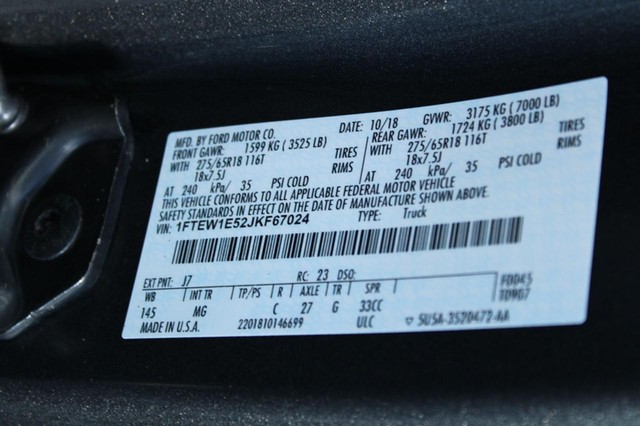 MFD. BY FORD MOTOR CO. DATE: 10/18 GVWR: 3175 KG ( 7000 LB)
FRONT GAWR: 1599 KG ( 3525 LB) REAR GAWR: 1724 KG ( 3800 LB)
WITH 275/65R18 116T TIRES WITH 275/65R18 116T TIRES
18x7.5J RIMS 18x7.5J RIMS
AT 240 kPa/ 35 PSI COLD AT 240 kPa/ 35 PSI COLD
THIS VEHICLE CONFORMS TO ALL APPLICABLE FEDERAL MOTOR VEHICLE
SAFETY STANDARDS IN EFFECT ON THE DATE OF MANUFACTURE SHOWN ABOVE.
VIN: 1FTEW1E52JKF67024 TYPE: Truck
EXT PNT: J7 RC: 23 DSO: F0045
WB INT TR TP/PS R AXLE TR SPR T0907
145 MG C 27 G 33CC
MADE IN U.S.A. 2201810146699 ULC 5U5A-3520472-AA